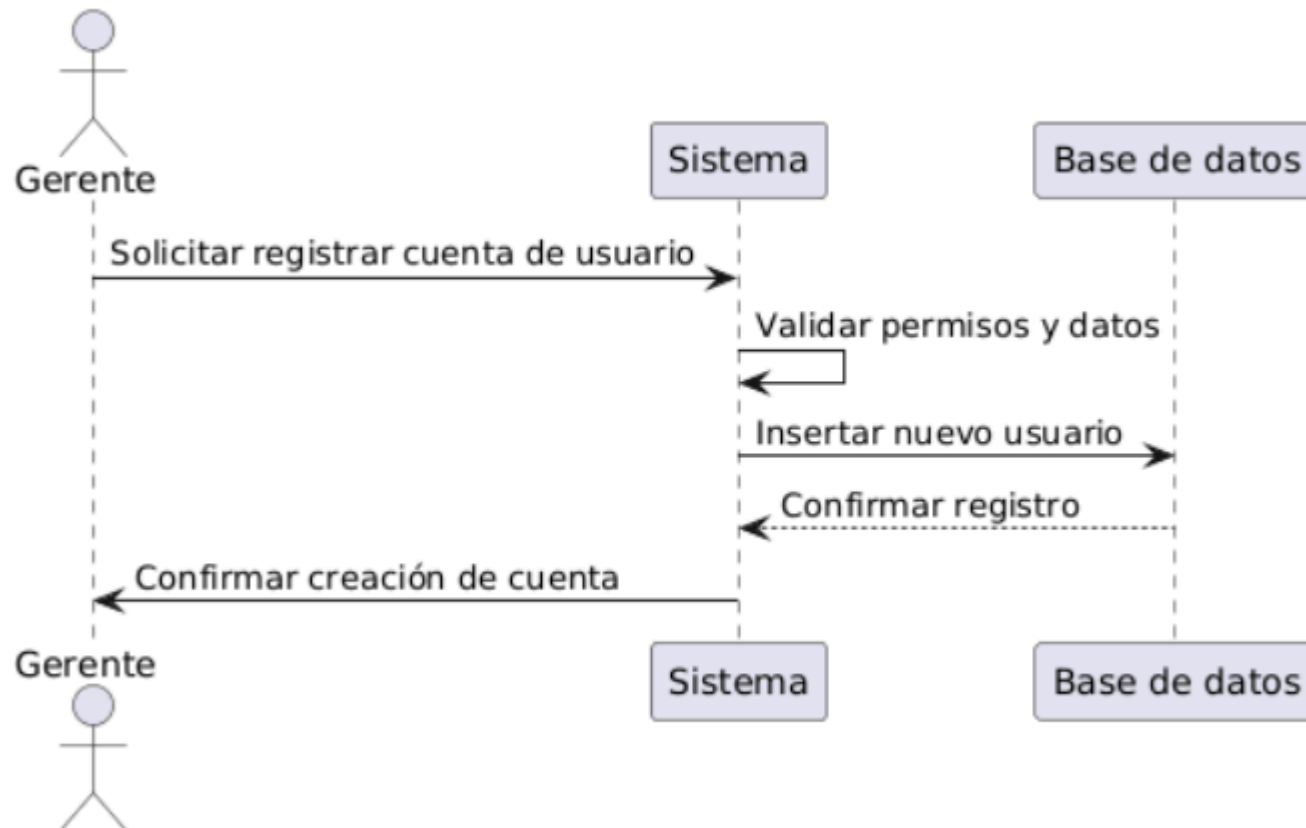 Gerente
Sistema
Base de datos
Solicitar registrar cuenta de usuario
Validar permisos y datos
Insertar nuevo usuario
Confirmar registro
Confirmar creación de cuenta
Gerente
Sistema
Base de datos